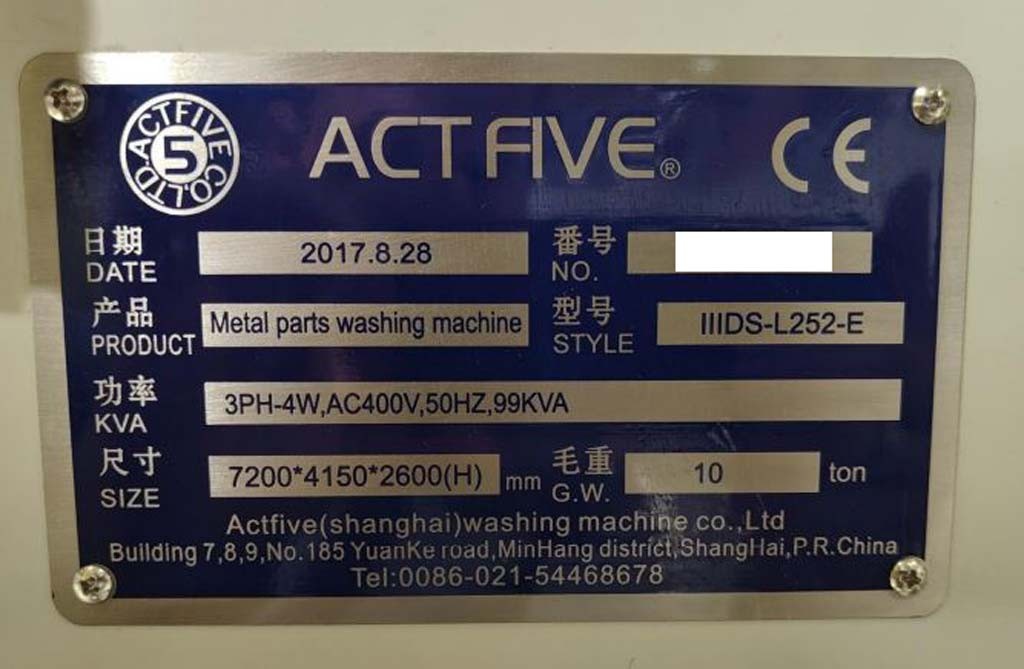 ACTFIVE CO.,LTD.
5
ACTFIVE®
CE
日期 2017.8.28 番号
DATE NO.
产品 Metal parts washing machine 型号 IIIDS-L252-E
PRODUCT STYLE
功率 3PH-4W,AC400V,50HZ,99KVA
KVA
尺寸 7200*4150*2600(H) mm 毛重 10 ton
SIZE G.W.
Actfive(shanghai)washing machine co.,Ltd
Building 7,8,9,No.185 YuanKe road,MinHang district,ShangHai,P.R.China
Tel:0086-021-54468678